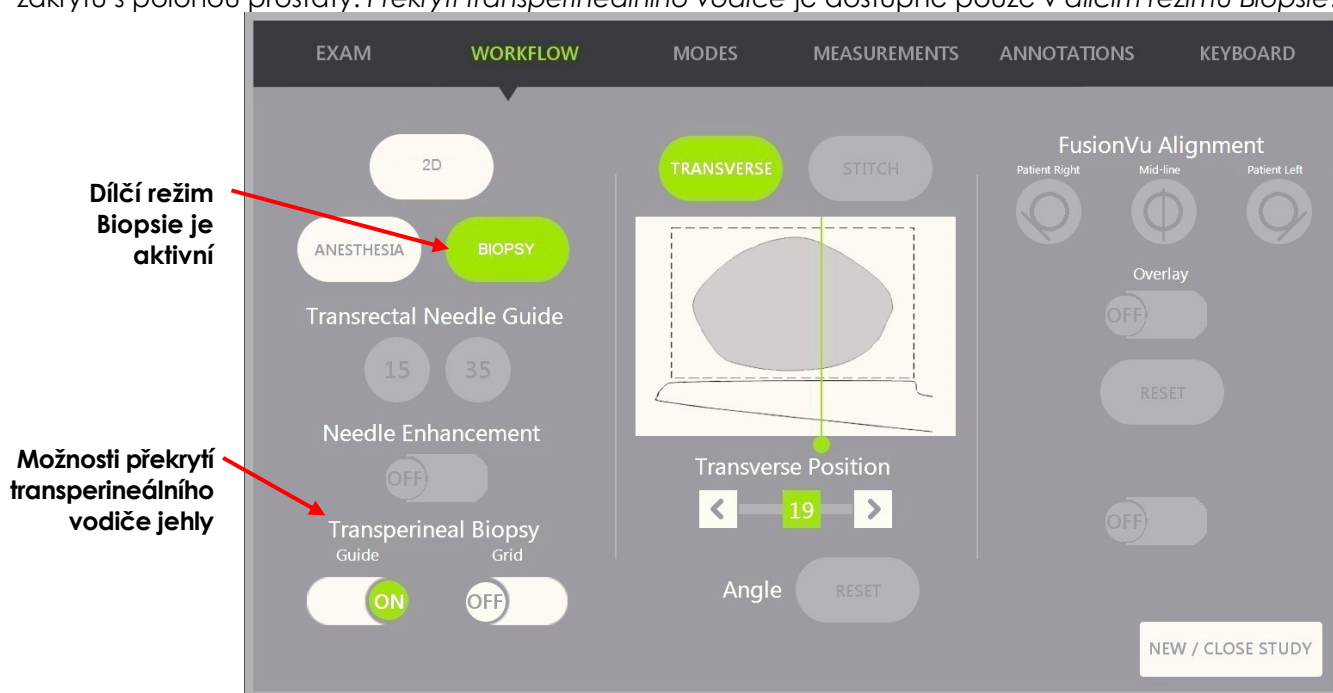 zákrytu s polohou prostaty. Překrytí transperineálního vodiče je dostupné pouze v dílčím režimu Biopsie.
EXAM WORKFLOW MODES MEASUREMENTS ANNOTATIONS KEYBOARD
Dílčí režim
Biopsie je
aktivní
Možnosti překrytí
transperineálního
vodiče jehly
2D
ANESTHESIA BIOPSY
Transrectal Needle Guide
15 35
Needle Enhancement
OFF
Transperineal Biopsy
Guide Grid
ON OFF
TRANSVERSE STITCH
Transverse Position
< 19 >
Angle RESET
FusionVu Alignment
Patient Right Mid-line Patient Left
Overlay
OFF
RESET
OFF
NEW / CLOSE STUDY